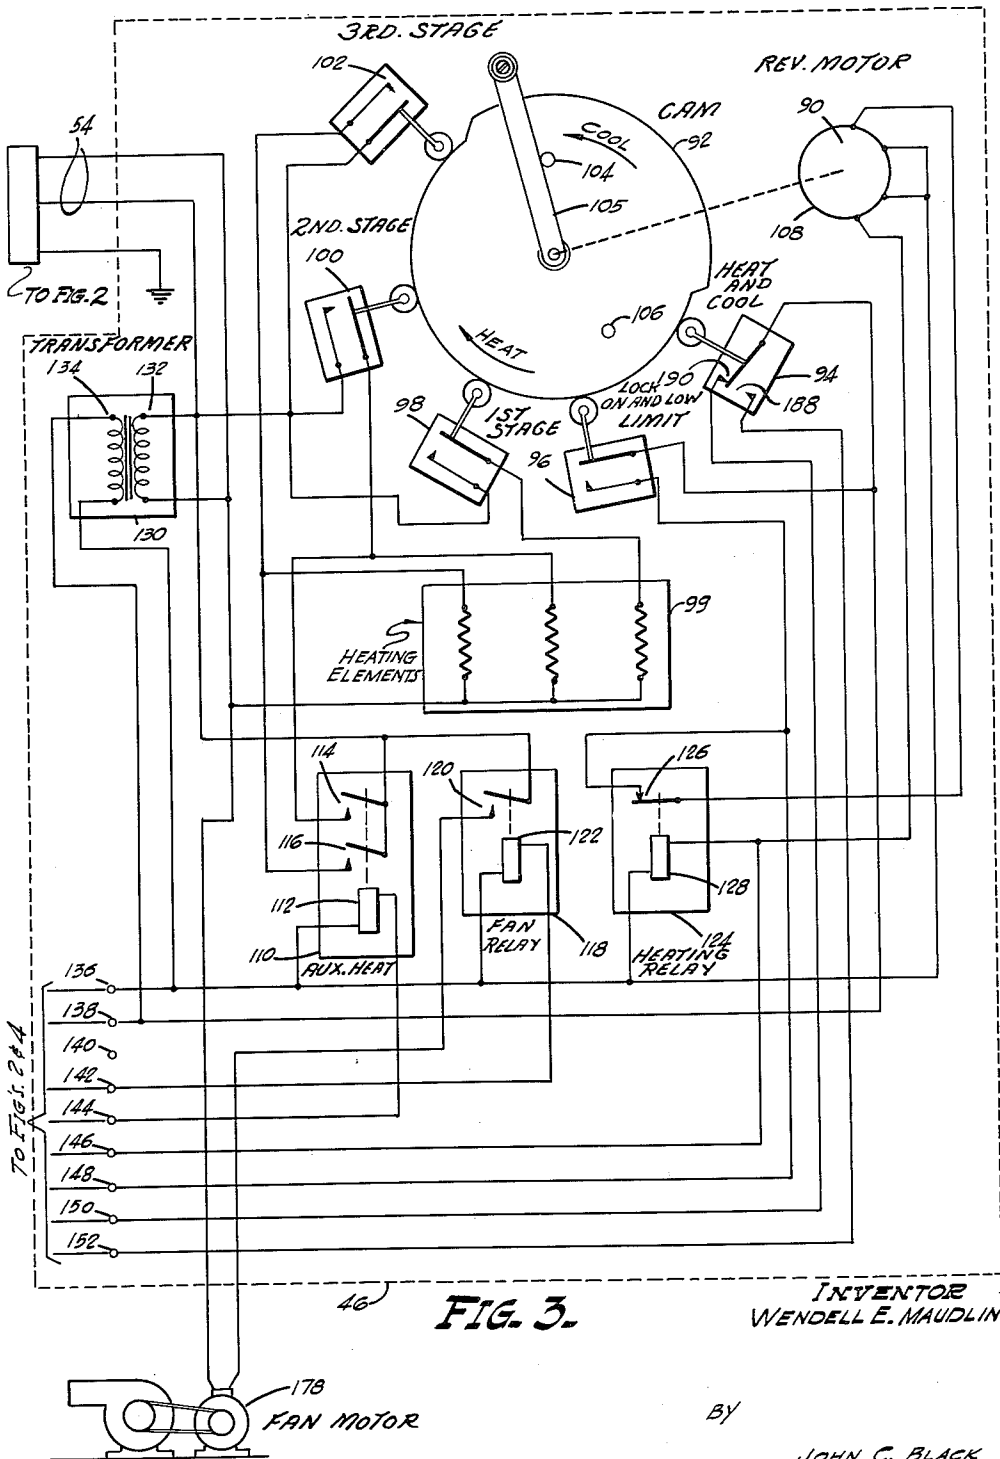 3RD. STAGE
102
REV. MOTOR
90
CAM
92
54
COOL
104
105
108
2ND. STAGE
100
HEAT
AND
COOL
TO FIG. 2
106
TRANSFORMER
134
132
HEAT
190
94
LOCK
ON AND LOW
LIMIT
188
98
1ST
STAGE
96
130
99
HEATING
ELEMENTS
114
120
126
116
122
112
128
FAN
RELAY
118
124
HEATING
RELAY
110
AUX. HEAT
136
138
140
142
144
146
148
150
152
TO FIG'S. 2 & 4
46
FIG. 3.
INVENTOR
WENDELL E. MAUDLIN
178
FAN MOTOR
BY
JOHN C. BLACK